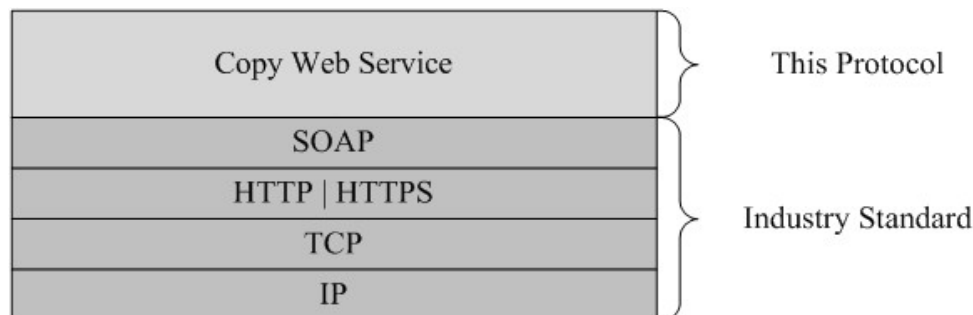 Copy Web Service
This Protocol
SOAP
HTTP | HTTPS
TCP
IP
Industry Standard